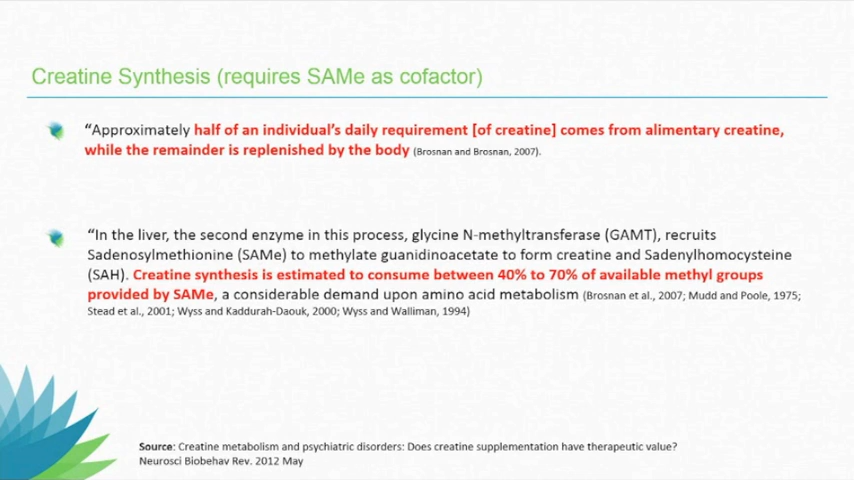 Creatine Synthesis (requires SAMe as cofactor)
“Approximately half of an individual’s daily requirement [of creatine] comes from alimentary creatine,
while the remainder is replenished by the body (Brosnan and Brosnan, 2007).
“In the liver, the second enzyme in this process, glycine N-methyltransferase (GAMT), recruits
Sadenosylmethionine (SAMe) to methylate guanidinoacetate to form creatine and Sadenylhomocysteine
(SAH). Creatine synthesis is estimated to consume between 40% to 70% of available methyl groups
provided by SAMe, a considerable demand upon amino acid metabolism (Brosnan et al., 2007; Mudd and Poole, 1975;
Stead et al., 2001; Wyss and Kaddurah-Daouk, 2000; Wyss and Walliman, 1994)
Source: Creatine metabolism and psychiatric disorders: Does creatine supplementation have therapeutic value?
Neurosci Biobehav Rev. 2012 May